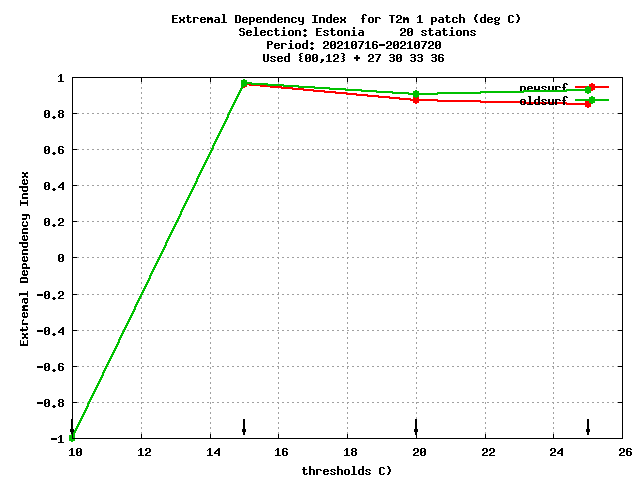 Extremal Dependency Index  for T2m 1 patch (deg C)
Selection: Estonia     20 stations
Period: 20210716-20210720
Used {00,12} + 27 30 33 36
1
0.8
0.6
0.4
0.2
0
-0.2
-0.4
-0.6
-0.8
-1
Extremal Dependency Index
newsurf
oldsurf
10 12 14 16 18 20 22 24 26
thresholds C)